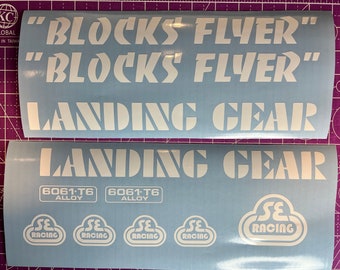 "BLOCKS FLYER"
"BLOCKS FLYER"
LANDING GEAR
LANDING GEAR
6061-T6 6061-T6
ALLOY ALLOY
SE SE SE SE SE
RACING RACING RACING RACING RACING